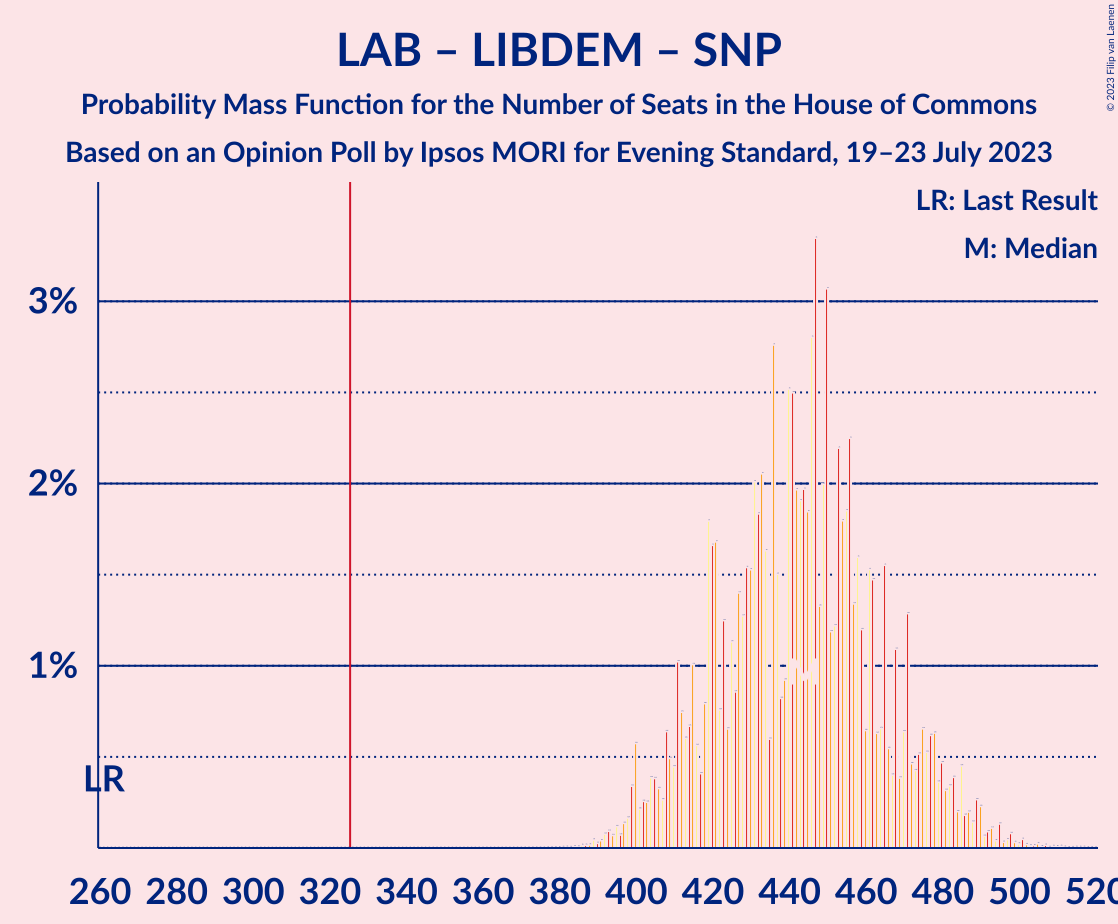 LAB – LIBDEM – SNP
Probability Mass Function for the Number of Seats in the House of Commons
Based on an Opinion Poll by Ipsos MORI for Evening Standard, 19–23 July 2023
© 2023 Filip van Laenen
LR: Last Result
M: Median
3%
2%
1%
LR
260 280 300 320 340 360 380 400 420 440 460 480 500 520